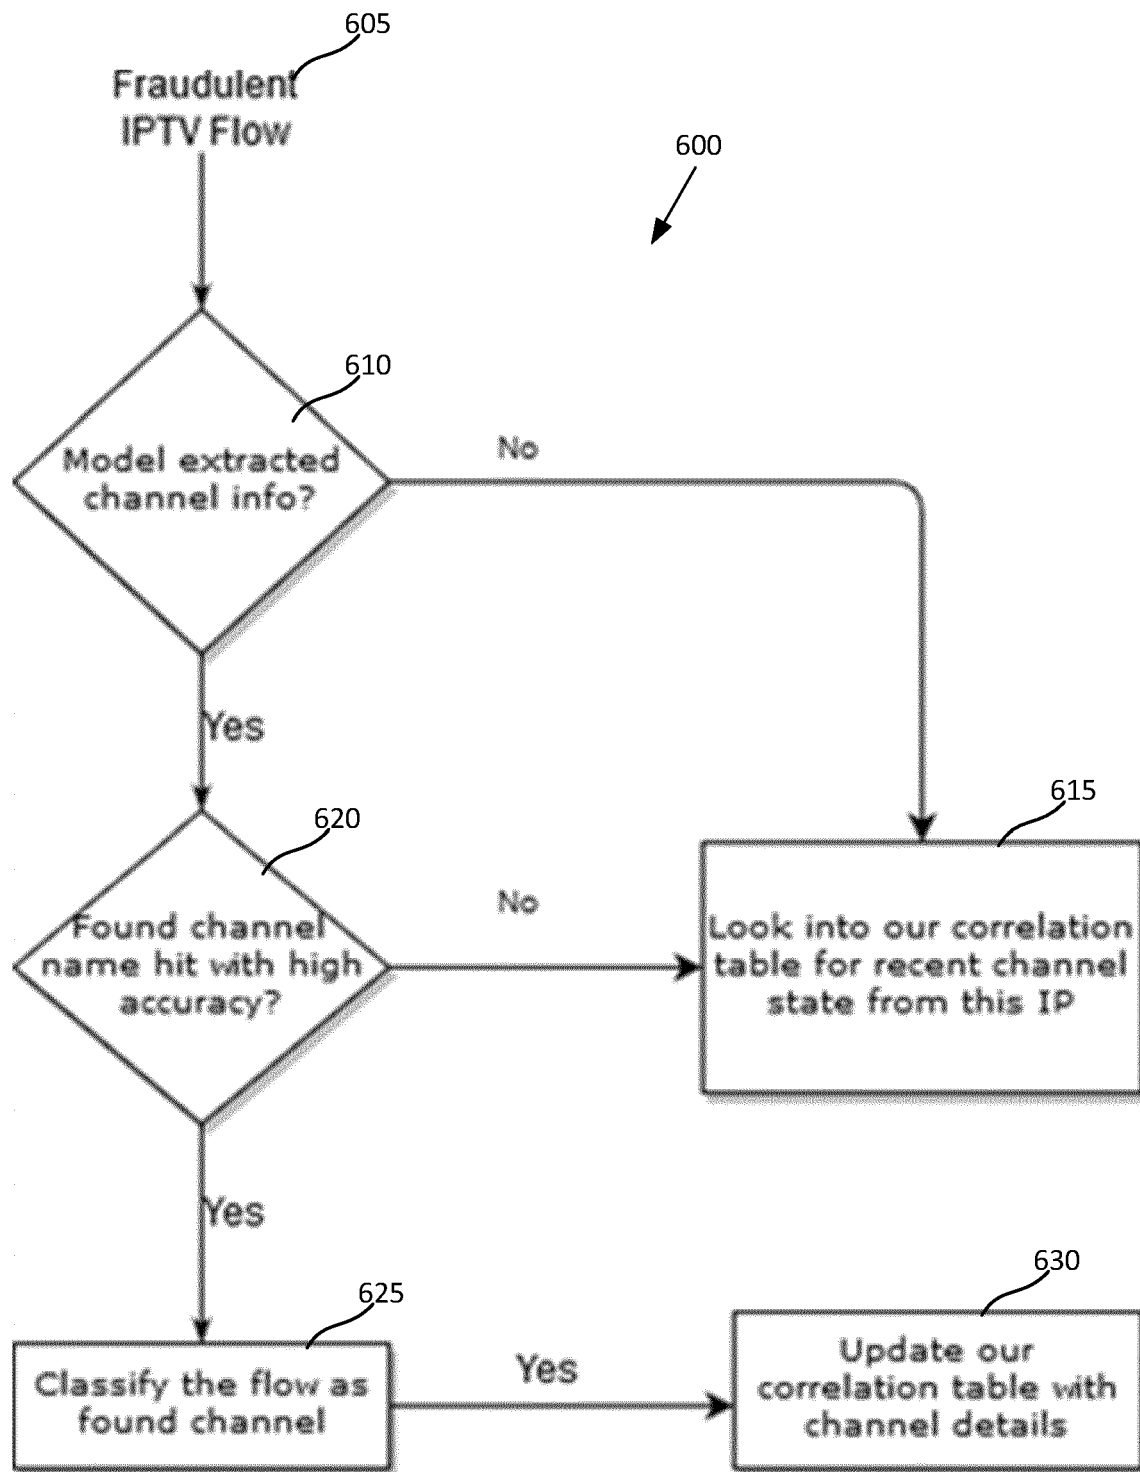 605
Fraudulent
IPTV Flow
600
610
Model extracted
channel info?
No
Yes
620
Found channel
name hit with high
accuracy?
No
615
Look into our correlation
table for recent channel
state from this IP
Yes
625
Classify the flow as
found channel
Yes
630
Update our
correlation table with
channel details